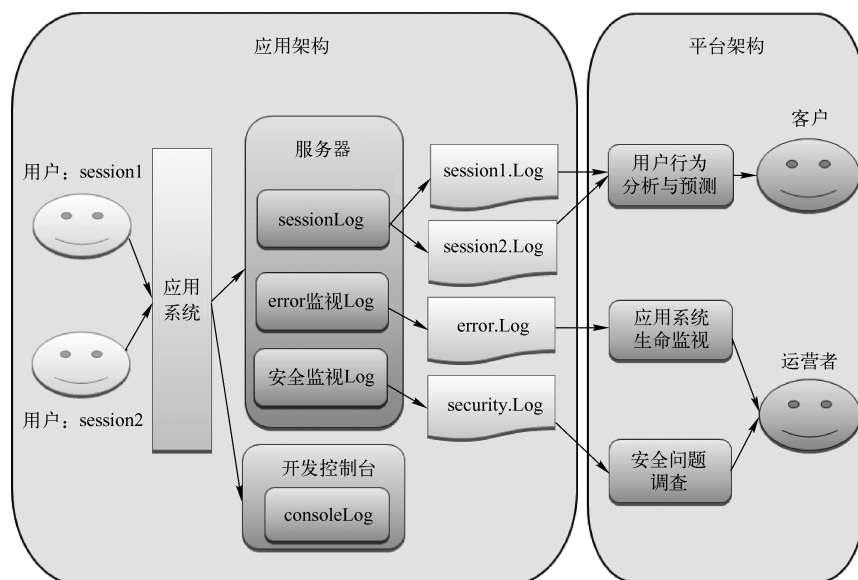 应用架构
平台架构
用户：session1
应用
系统
用户：session2
服务器
sessionLog
error监视Log
安全监视Log
开发控制台
consoleLog
session1.Log
session2.Log
error.Log
security.Log
用户行为
分析与预测
应用系统
生命监视
安全问题
调查
客户
运营者